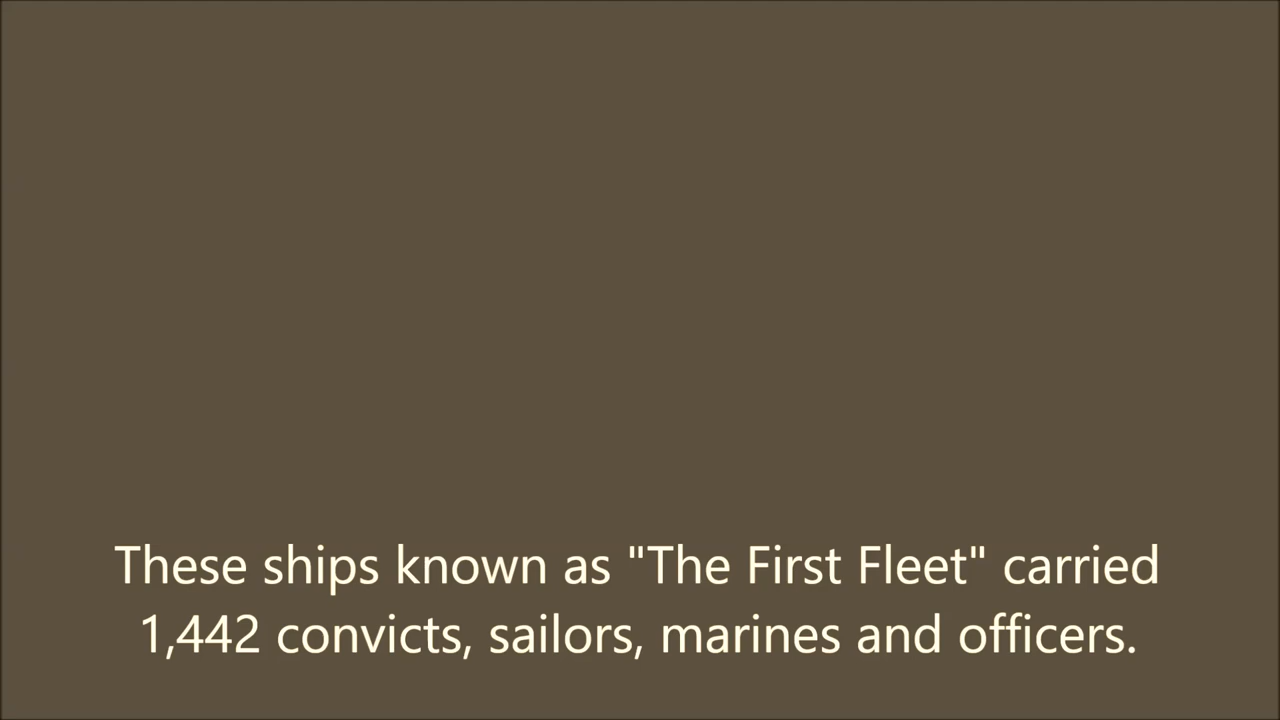 These ships known as "The First Fleet" carried
1,442 convicts, sailors, marines and officers.